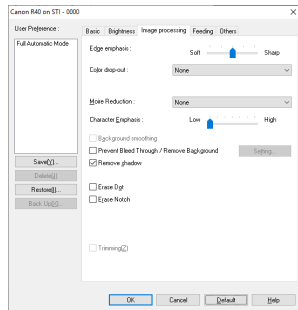 Canon R40 on STI - 0000
User Preference :
Full Automatic Mode
Save(Y)...
Delete(J)
Restore(I)...
Back Up(N)...
Basic Brightness Image processing Feeding Others
Edge emphasis : Soft Sharp
Color drop-out : None
Moire Reduction : None
Character Emphasis : Low High
Background smoothing
Prevent Bleed Through / Remove Background Setting...
Remove shadow
Erase Dot
Erase Notch
Trimming(Z)
OK Cancel Default Help